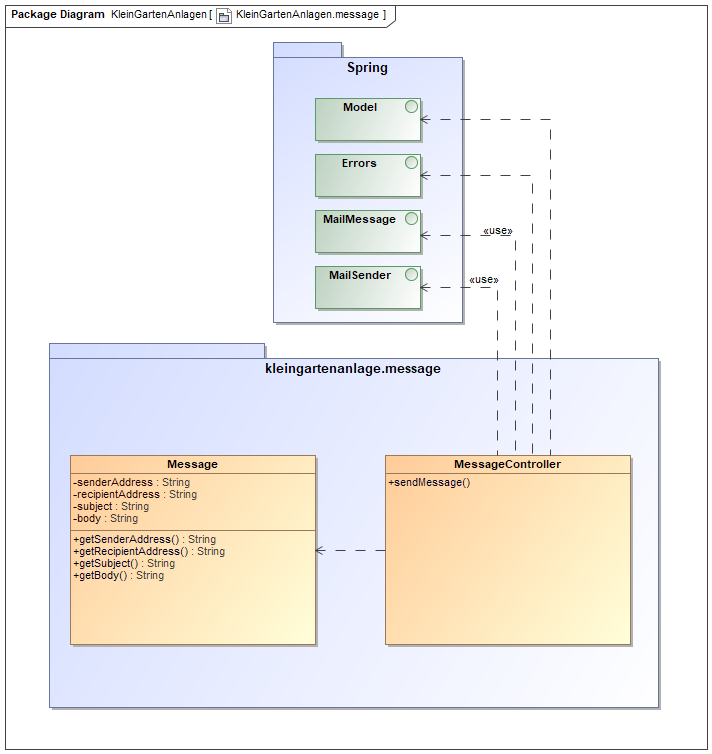 Package Diagram KleinGartenAnlagen [ KleinGartenAnlagen.message ]
Spring
Model
Errors
MailMessage
«use»
MailSender
«use»
kleingartenanlage.message
Message
-senderAddress : String
-recipientAddress : String
-subject : String
-body : String
+getSenderAddress() : String
+getRecipientAddress() : String
+getSubject() : String
+getBody() : String
MessageController
+sendMessage()